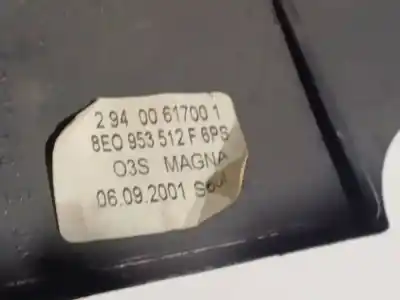 2 94 00 61700 1
8E0 953 512 F 6PS
O3S MAGNA
06.09.2001